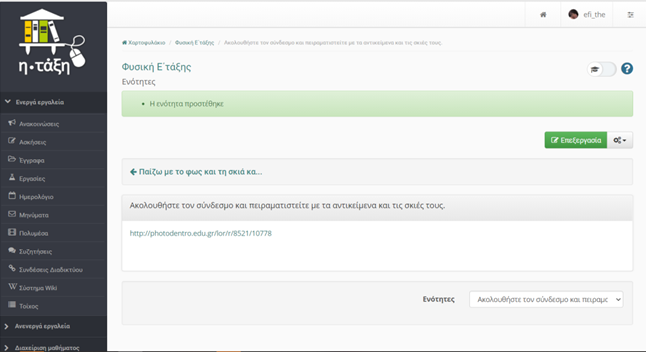 η·τάξη
efi_the
Χαρτοφυλάκιο / Φυσική Ε΄τάξης / Ακολουθήστε τον σύνδεσμο και πειραματιστείτε με τα αντικείμενα και τις σκιές τους.
Φυσική Ε΄τάξης
Ενότητες
Η ενότητα προστέθηκε
Επεξεργασία
Παίζω με το φως και τη σκιά κα...
Ακολουθήστε τον σύνδεσμο και πειραματιστείτε με τα αντικείμενα και τις σκιές τους.
http://photodentro.edu.gr/lor/r/8521/10778
Ενότητες
Ακολουθήστε τον σύνδεσμο και πειραμα
Ενεργά εργαλεία
Ανακοινώσεις
Ασκήσεις
Έγγραφα
Εργασίες
Ημερολόγιο
Μηνύματα
Πολυμέσα
Συζητήσεις
Συνδέσεις Διαδικτύου
Σύστημα Wiki
Τοίχος
Ανενεργά εργαλεία
Διαχείριση μαθήματος